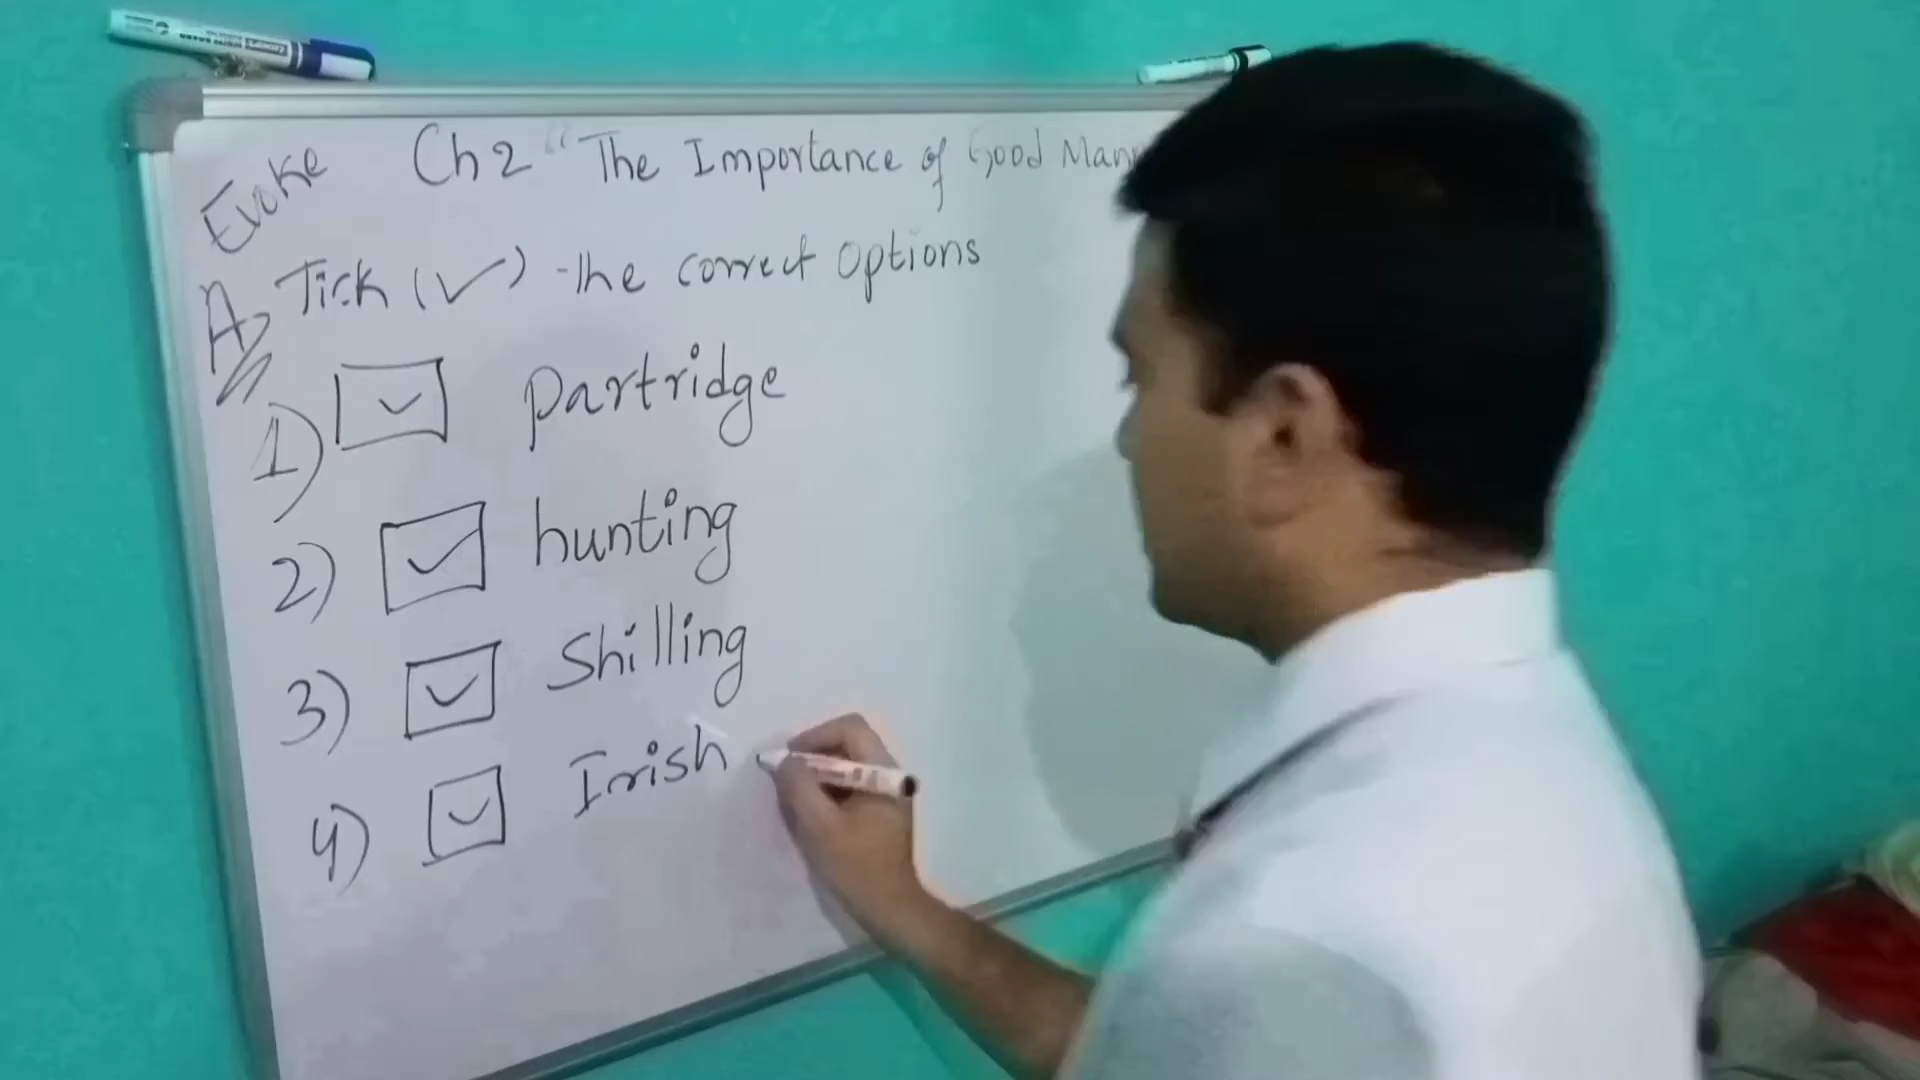 Evoke Ch 2 "The Importance of Good Mann
A) Tick (✓) the correct options
1) ✓ Partridge
2) ✓ hunting
3) ✓ Shilling
4) ✓ Irish